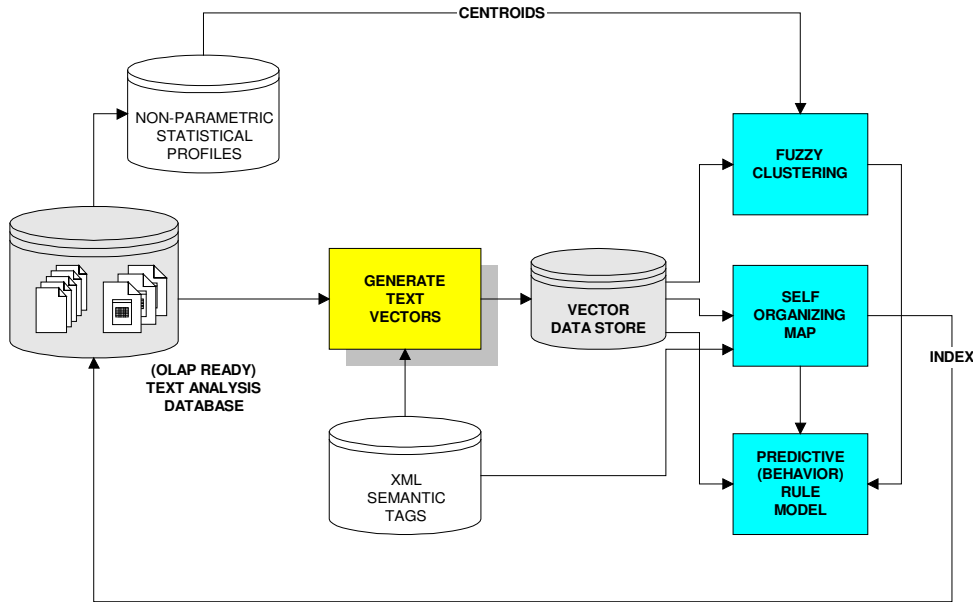 CENTROIDS
NON-PARAMETRIC
STATISTICAL
PROFILES
FUZZY
CLUSTERING
GENERATE
TEXT
VECTORS
VECTOR
DATA STORE
SELF
ORGANIZING
MAP
INDEX
(OLAP READY)
TEXT ANALYSIS
DATABASE
XML
SEMANTIC
TAGS
PREDICTIVE
(BEHAVIOR)
RULE
MODEL